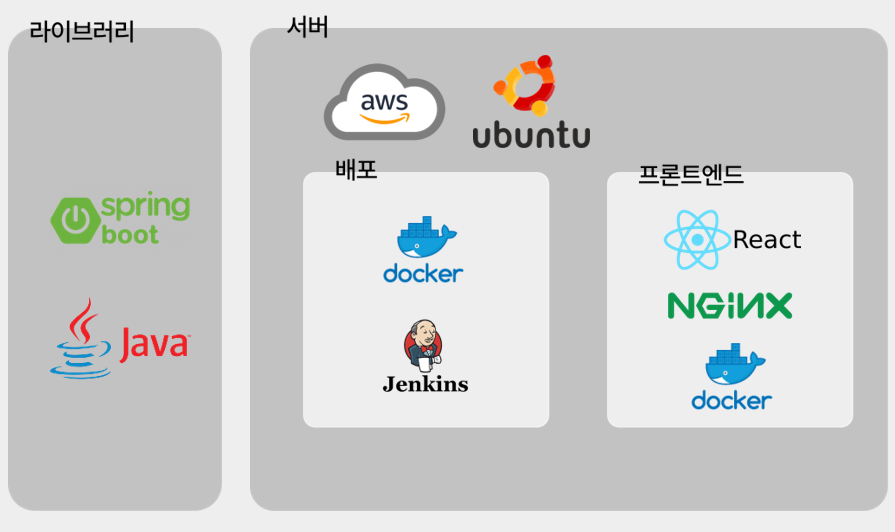 라이브러리
spring
boot
Java
서버
aws
ubuntu
배포
docker
Jenkins
프론트엔드
React
NGiNX
docker